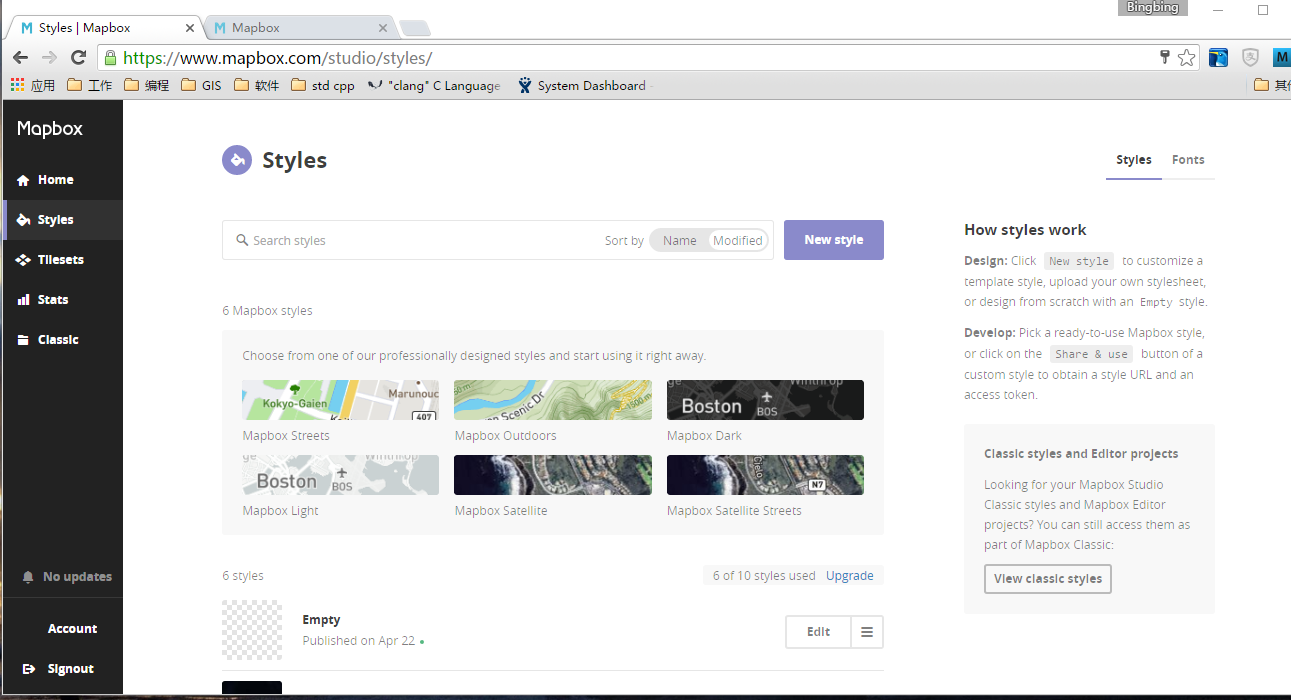 Bingbing
Styles | Mapbox
Mapbox
https://www.mapbox.com/studio/styles/
应用 工作 编程 GIS 软件 std cpp "clang" C Language System Dashboard
Mapbox
Home
Styles
Tilesets
Stats
Classic
No updates
Account
Signout
Styles
Styles Fonts
Search styles
Sort by Name Modified
New style
6 Mapbox styles
Choose from one of our professionally designed styles and start using it right away.
Kokyo-Gaien
Marunouc
407
Scenic Dr
1500 m
Winthrop
Boston
BOS
Mapbox Streets Mapbox Outdoors Mapbox Dark
ge
Winthrop
Boston
BOS
Cielo
N7
Mapbox Light Mapbox Satellite Mapbox Satellite Streets
6 styles
6 of 10 styles used Upgrade
Empty
Published on Apr 22
Edit
How styles work
Design: Click New style to customize a
template style, upload your own stylesheet,
or design from scratch with an Empty style.
Develop: Pick a ready-to-use Mapbox style,
or click on the Share & use button of a
custom style to obtain a style URL and an
access token.
Classic styles and Editor projects
Looking for your Mapbox Studio
Classic styles and Mapbox Editor
projects? You can still access them as
part of Mapbox Classic:
View classic styles